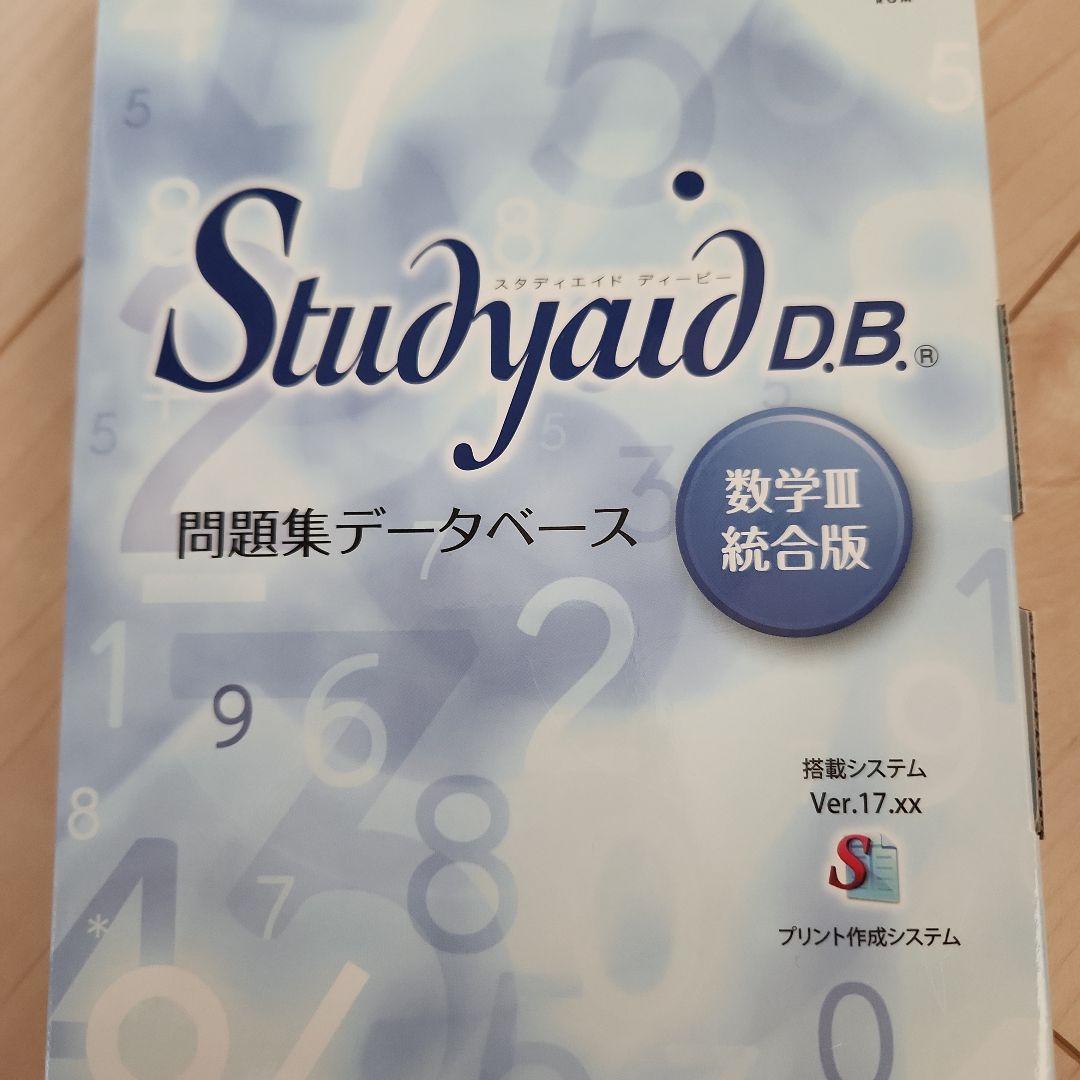 スタディエイド ディービー
Studyaid D.B.®
問題集データベース
数学Ⅲ
統合版
搭載システム
Ver.17.xx
S
プリント作成システム